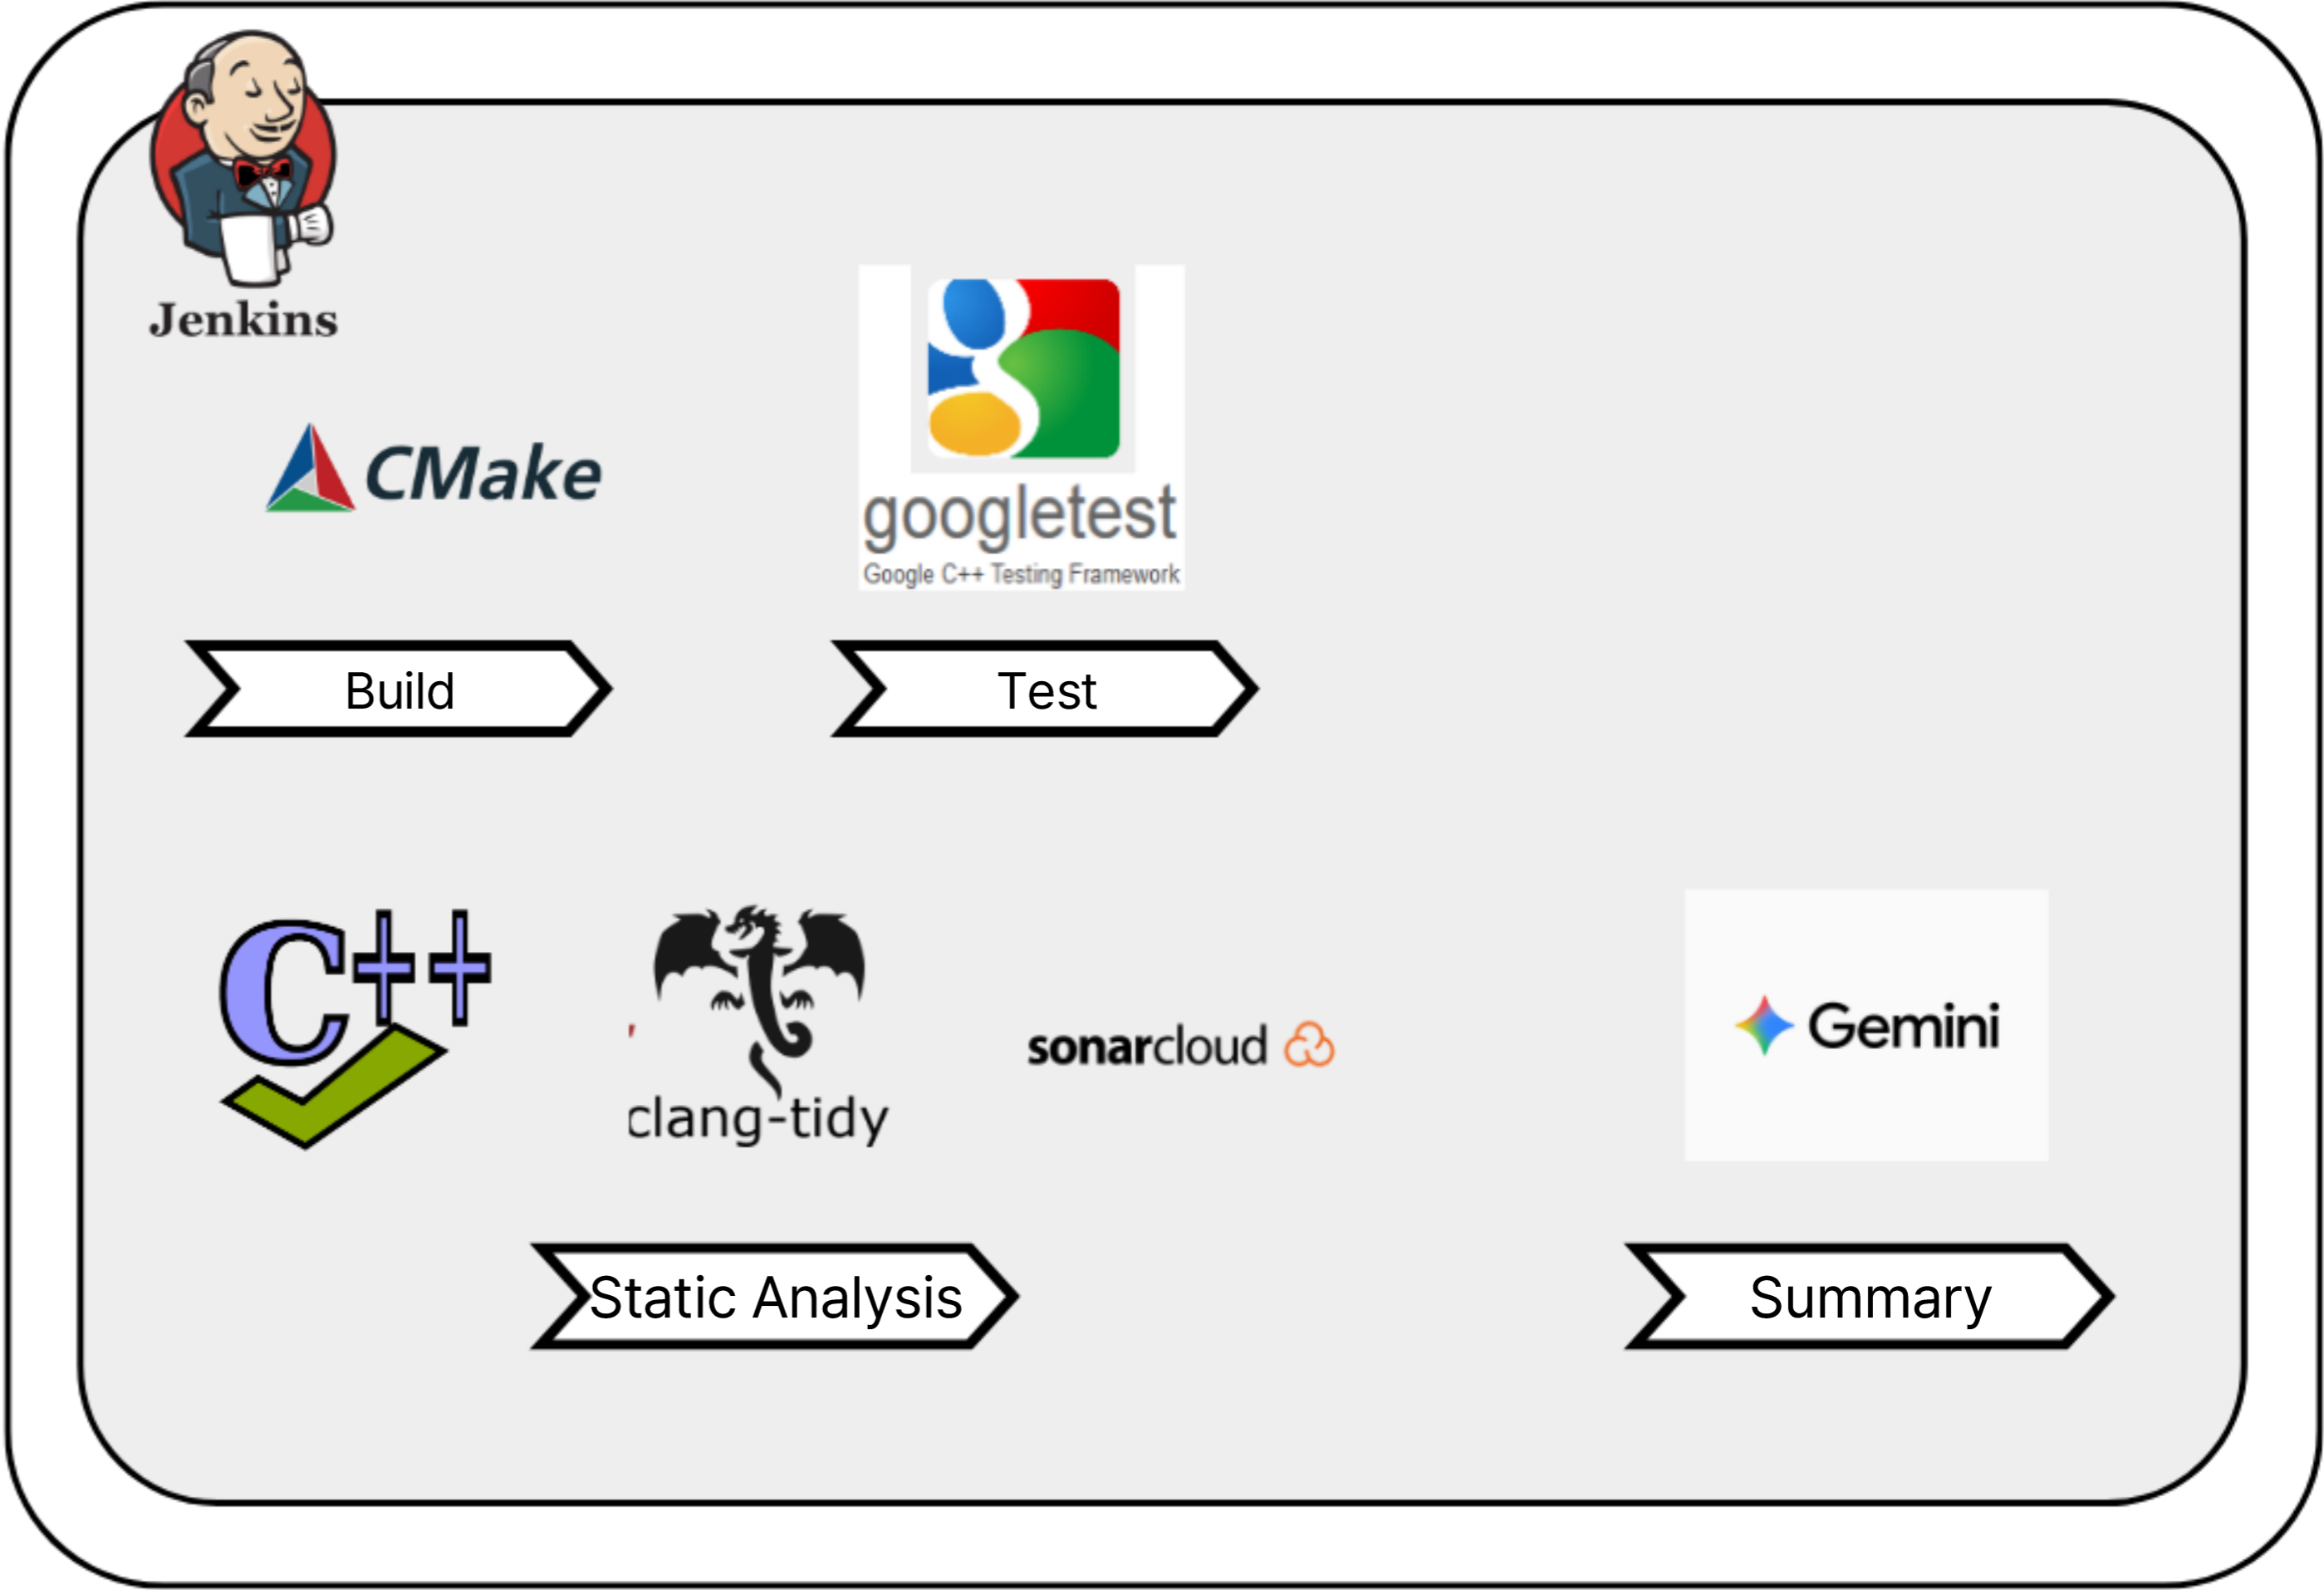 Jenkins
CMake
googletest
Google C++ Testing Framework
Build
Test
C++
clang-tidy
sonarcloud
Gemini
Static Analysis
Summary